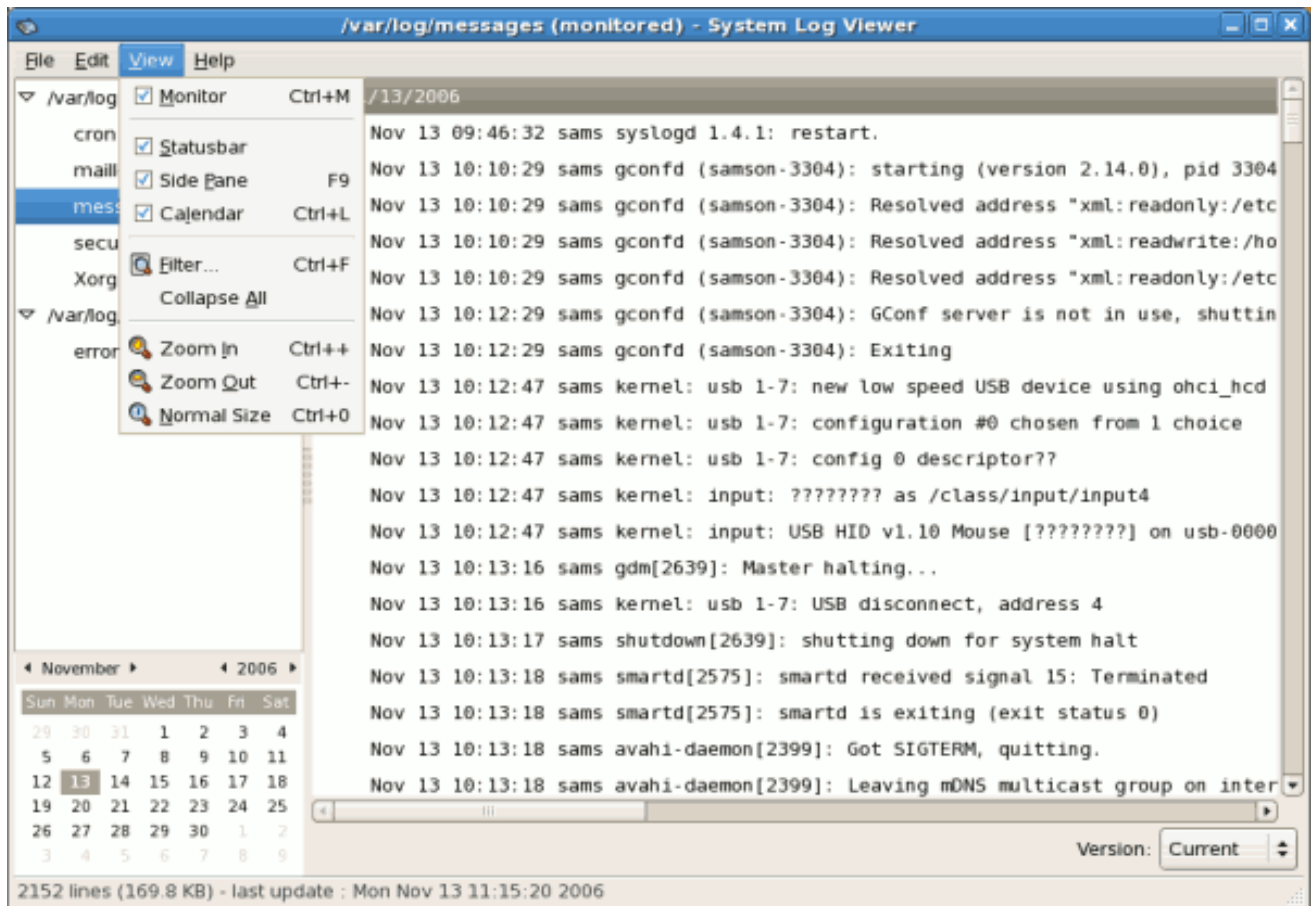 /var/log/messages (monitored) - System Log Viewer
File Edit View Help
/var/log
cron
maill
mess
secu
Xorg
/var/log
error
Monitor Ctrl+M
Statusbar
Side Pane F9
Calendar Ctrl+L
Filter... Ctrl+F
Collapse All
Zoom In Ctrl++
Zoom Out Ctrl+-
Normal Size Ctrl+0
/13/2006
Nov 13 09:46:32 sams syslogd 1.4.1: restart.
Nov 13 10:10:29 sams gconfd (samson-3304): starting (version 2.14.0), pid 3304
Nov 13 10:10:29 sams gconfd (samson-3304): Resolved address "xml:readonly:/etc
Nov 13 10:10:29 sams gconfd (samson-3304): Resolved address "xml:readwrite:/ho
Nov 13 10:10:29 sams gconfd (samson-3304): Resolved address "xml:readonly:/etc
Nov 13 10:12:29 sams gconfd (samson-3304): GConf server is not in use, shuttin
Nov 13 10:12:29 sams gconfd (samson-3304): Exiting
Nov 13 10:12:47 sams kernel: usb 1-7: new low speed USB device using ohci_hcd
Nov 13 10:12:47 sams kernel: usb 1-7: configuration #0 chosen from 1 choice
Nov 13 10:12:47 sams kernel: usb 1-7: config 0 descriptor??
Nov 13 10:12:47 sams kernel: input: ???????? as /class/input/input4
Nov 13 10:12:47 sams kernel: input: USB HID v1.10 Mouse [????????] on usb-0000
Nov 13 10:13:16 sams gdm[2639]: Master halting...
Nov 13 10:13:16 sams kernel: usb 1-7: USB disconnect, address 4
Nov 13 10:13:17 sams shutdown[2639]: shutting down for system halt
Nov 13 10:13:18 sams smartd[2575]: smartd received signal 15: Terminated
Nov 13 10:13:18 sams smartd[2575]: smartd is exiting (exit status 0)
Nov 13 10:13:18 sams avahi-daemon[2399]: Got SIGTERM, quitting.
Nov 13 10:13:18 sams avahi-daemon[2399]: Leaving mDNS multicast group on inter
November 2006
Sun Mon Tue Wed Thu Fri Sat
29 30 31 1 2 3 4
5 6 7 8 9 10 11
12 13 14 15 16 17 18
19 20 21 22 23 24 25
26 27 28 29 30 1 2
3 4 5 6 7 8 9
Version: Current
2152 lines (169.8 KB) - last update : Mon Nov 13 11:15:20 2006